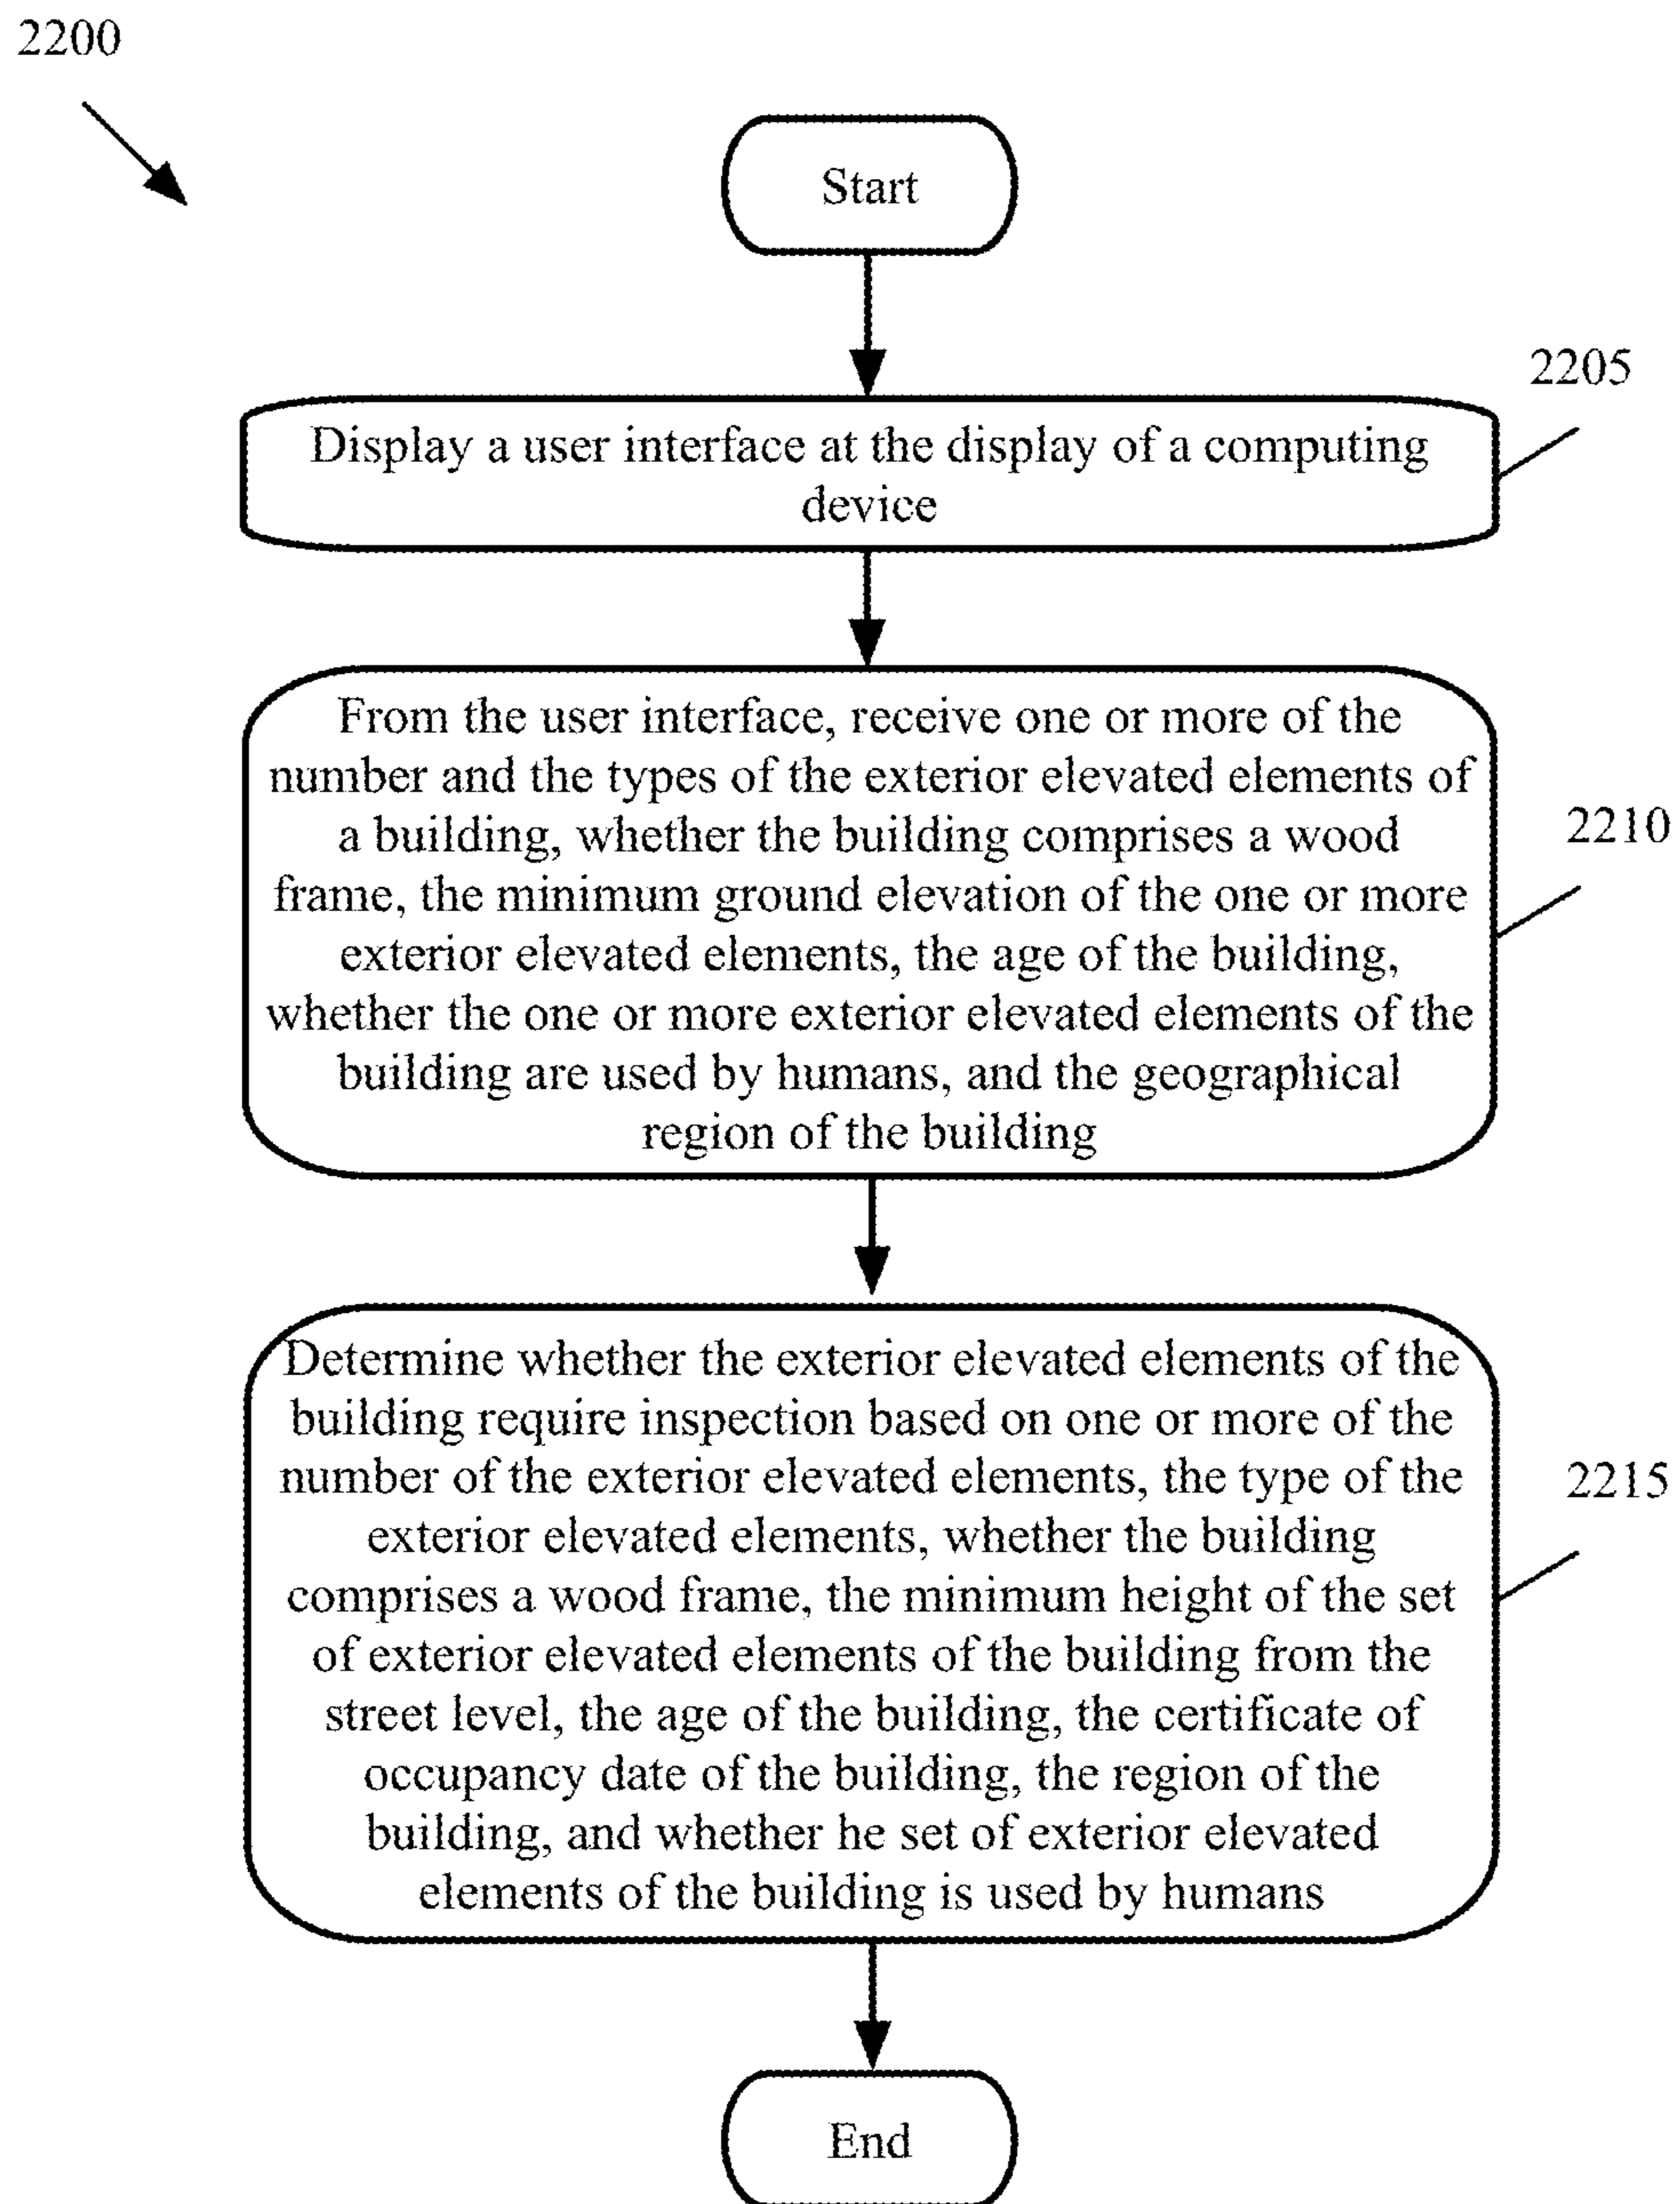 2200
Start
2205
Display a user interface at the display of a computing
device
From the user interface, receive one or more of the
number and the types of the exterior elevated elements of
a building, whether the building comprises a wood
2210
frame, the minimum ground elevation of the one or more
exterior elevated elements, the age of the building,
whether the one or more exterior elevated elements of the
building are used by humans, and the geographical
region of the building
Determine whether the exterior elevated elements of the
building require inspection based on one or more of the
number of the exterior elevated elements, the type of the
2215
exterior elevated elements, whether the building
comprises a wood frame, the minimum height of the set
of exterior elevated elements of the building from the
street level, the age of the building, the certificate of
occupancy date of the building, the region of the
building, and whether he set of exterior elevated
elements of the building is used by humans
End